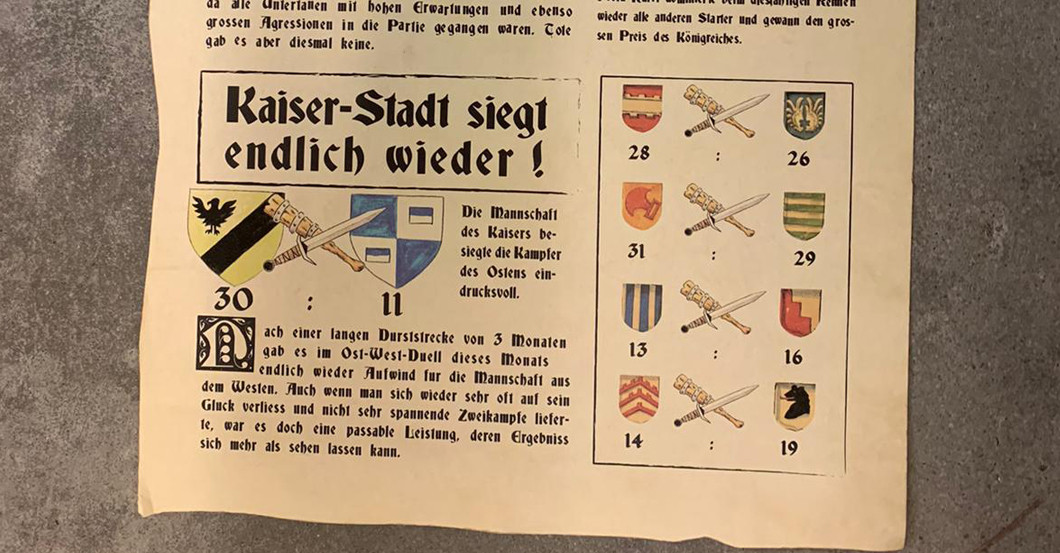 da alle Untertanen mit hohen Erwartungen und ebenso
grossen Agressionen in die Partie gegangen waren. Tote
gab es aber diesmal keine.
beim diesjährigen Rennen
wieder alle anderen Starter und gewann den gros-
sen Preis des Königreiches.
Kaiser-Stadt siegt
endlich wieder !
Die Mannschaft
des Kaisers be-
siegte die Kampfer
des Ostens ein-
drucksvoll.
30 : 11
Nach einer langen Durststrecke von 3 Monaten
gab es im Ost-West-Duell dieses Monats
endlich wieder Aufwind fur die Mannschaft aus
dem Westen. Auch wenn man sich wieder sehr oft auf sein
Gluck verliess und nicht sehr spannende Zweikampfe liefer-
te, war es doch eine passable Leistung, deren Ergebniss
sich mehr als sehen lassen kann.
28 : 26
31 : 29
13 : 16
14 : 19